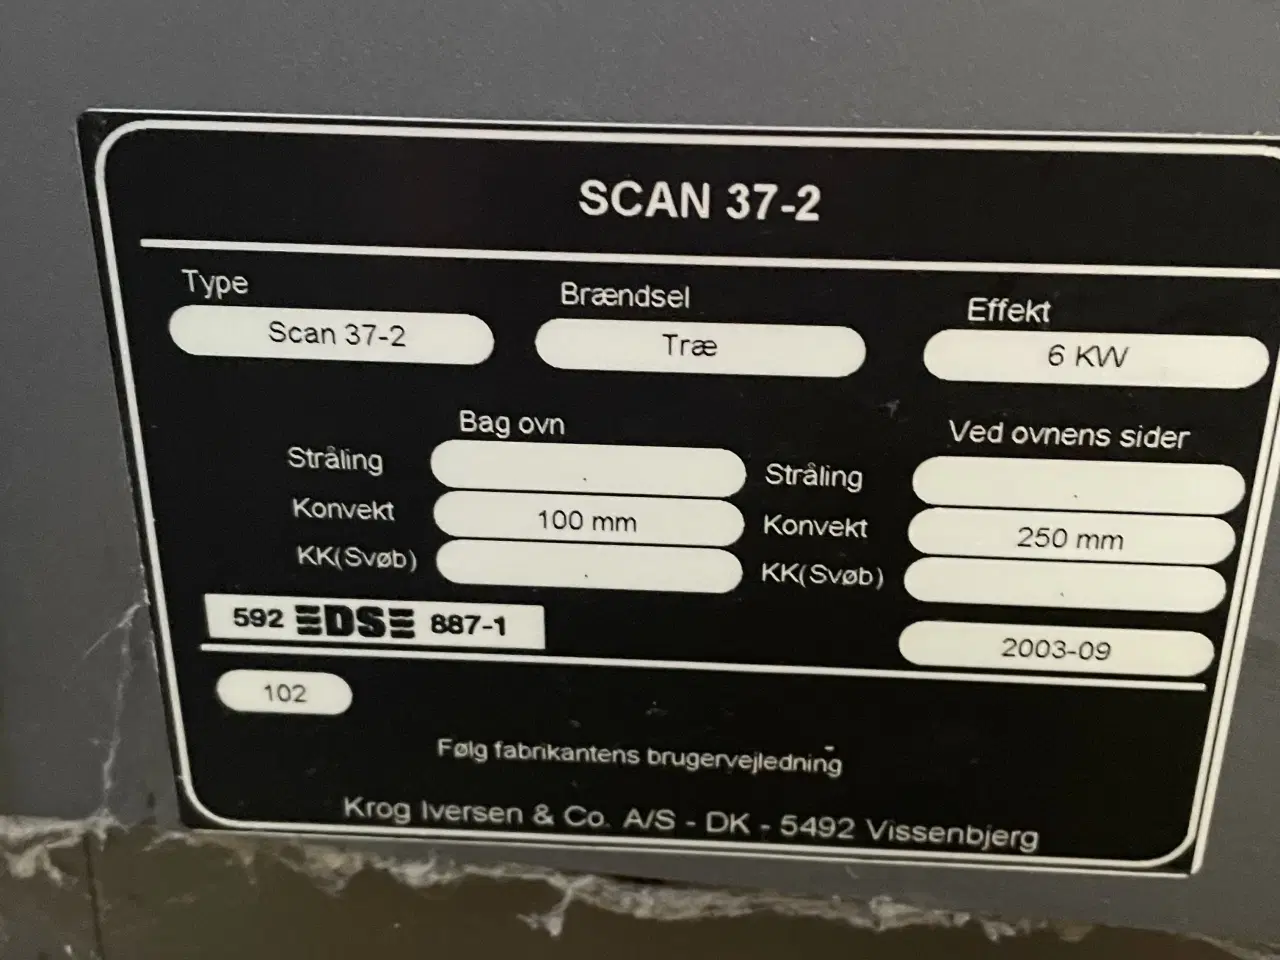 SCAN 37-2
Type Brændsel Effekt
Scan 37-2 Træ 6 KW
Bag ovn Ved ovnens sider
Stråling Stråling
Konvekt 100 mm Konvekt 250 mm
KK(Svøb) KK(Svøb)
592 DS 887-1
2003-09
102
Følg fabrikantens brugervejledning
Krog Iversen & Co. A/S - DK - 5492 Vissenbjerg